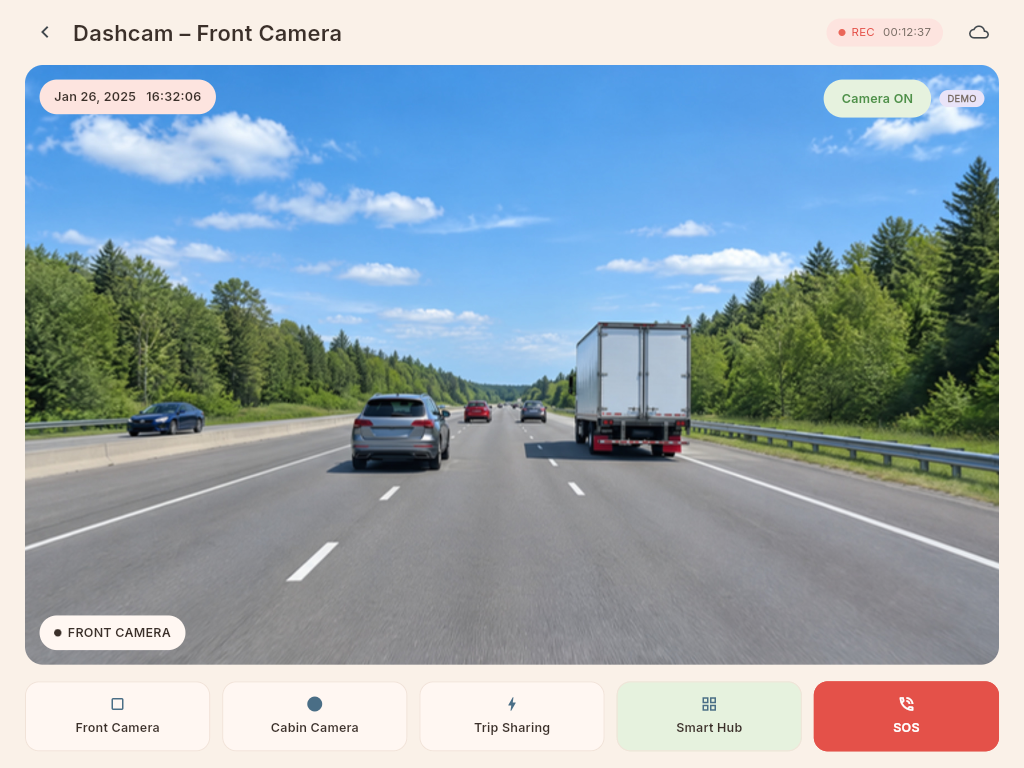 Dashcam – Front Camera
REC 00:12:37
Jan 26, 2025 16:32:06
Camera ON
DEMO
FRONT CAMERA
Front Camera
Cabin Camera
Trip Sharing
Smart Hub
SOS